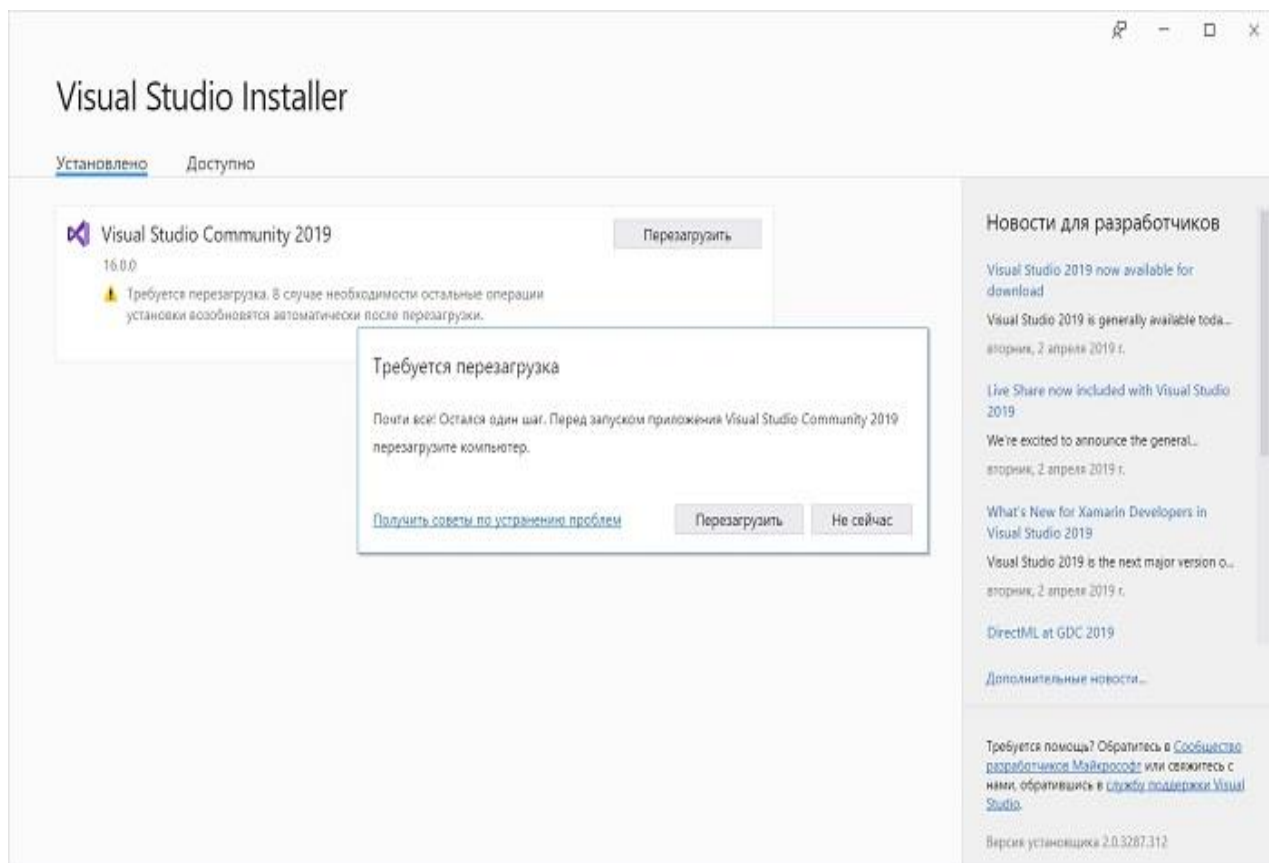 Visual Studio Installer
Установлено
Доступно
Visual Studio Community 2019
Перезагрузить
16.0.0
Требуется перезагрузка. В случае необходимости остальные операции
установки возобновятся автоматически после перезагрузки.
Требуется перезагрузка
Почти все! Остался один шаг. Перед запуском приложения Visual Studio Community 2019
перезагрузите компьютер.
Получить советы по устранению проблем
Перезагрузить
Не сейчас
Новости для разработчиков
Visual Studio 2019 now available for
download
Visual Studio 2019 is generally available toda...
вторник, 2 апреля 2019 г.
Live Share now included with Visual Studio
2019
We're excited to announce the general...
вторник, 2 апреля 2019 г.
What's New for Xamarin Developers in
Visual Studio 2019
Visual Studio 2019 is the next major version o...
вторник, 2 апреля 2019 г.
DirectML at GDC 2019
Дополнительные новости...
Требуется помощь? Обратитесь в Сообщество
разработчиков Майкрософт или свяжитесь с
нами, обратившись в службу поддержки Visual
Studio.
Версия установщика 2.0.3287.312